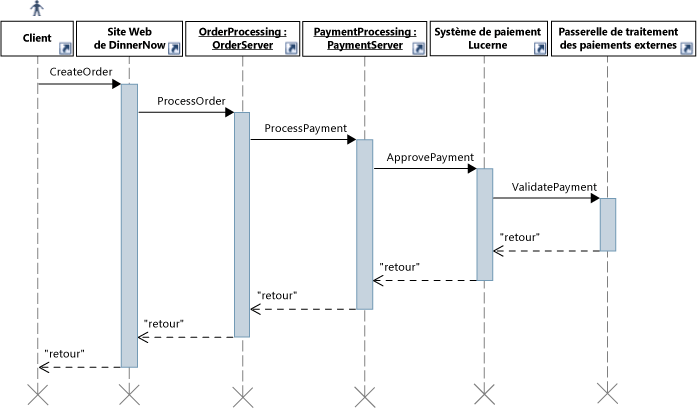 Client
Site Web
de DinnerNow
OrderProcessing :
OrderServer
PaymentProcessing :
PaymentServer
Système de paiement
Lucerne
Passerelle de traitement
des paiements externes
CreateOrder
ProcessOrder
ProcessPayment
ApprovePayment
ValidatePayment
"retour"
"retour"
"retour"
"retour"
"retour"